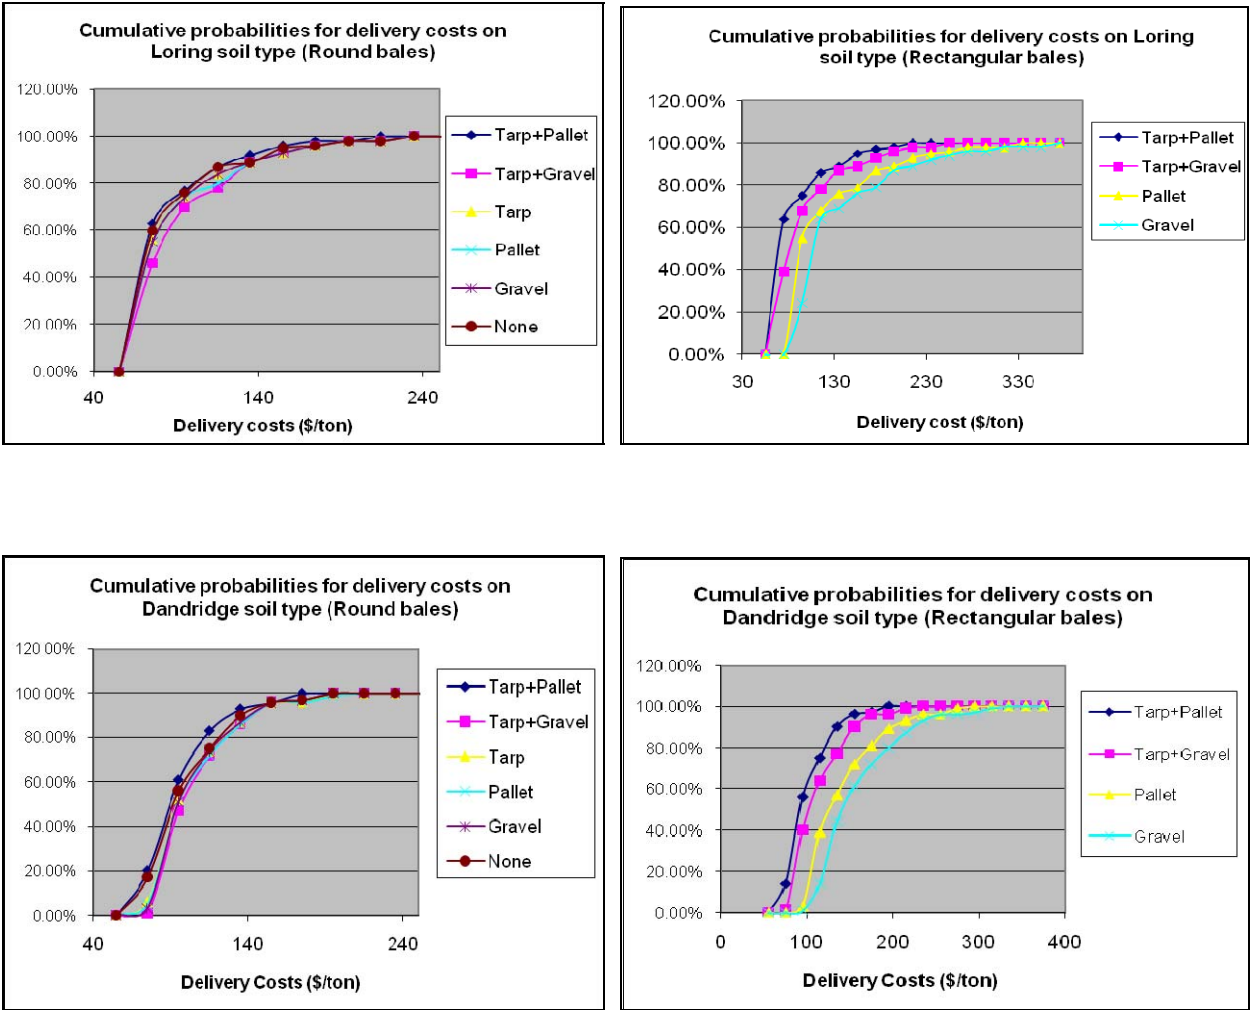 Cumulative probabilities for delivery costs on
Loring soil type (Round bales)
120.00%
100.00%
80.00%
60.00%
40.00%
20.00%
0.00%
40
140
240
Delivery costs ($/ton)
Tarp+Pallet
Tarp+Gravel
Tarp
Pallet
Gravel
None
Cumulative probabilities for delivery costs on Loring
soil type (Rectangular bales)
120.00%
100.00%
80.00%
60.00%
40.00%
20.00%
0.00%
30
130
230
330
Delivery cost ($/ton)
Tarp+Pallet
Tarp+Gravel
Pallet
Gravel
Cumulative probabilities for delivery costs on
Dandridge soil type (Round bales)
120.00%
100.00%
80.00%
60.00%
40.00%
20.00%
0.00%
40
140
240
Delivery Costs ($/ton)
Tarp+Pallet
Tarp+Gravel
Tarp
Pallet
Gravel
None
Cumulative probabilities for delivery costs on
Dandridge soil type (Rectangular bales)
120.00%
100.00%
80.00%
60.00%
40.00%
20.00%
0.00%
0
100
200
300
400
Delivery Costs ($/ton)
Tarp+Pallet
Tarp+Gravel
Pallet
Gravel